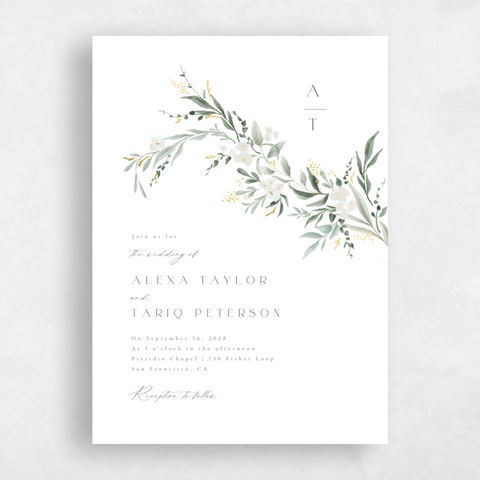 A
T
Join us for
the wedding of
ALEXA TAYLOR
and
TARIQ PETERSON
On September 16, 2028
At 1 o'clock in the afternoon
Presidio Chapel | 130 Fisher Loop
San Francisco, CA
Reception to follow